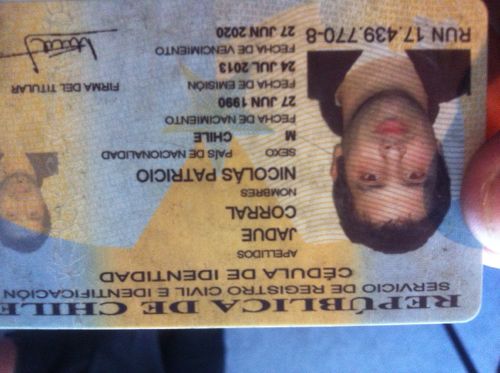 REPÚBLICA DE CHILE
SERVICIO DE REGISTRO CIVIL E IDENTIFICACIÓN
CÉDULA DE IDENTIDAD
APELLIDOS
JADUE
CORRAL
NOMBRES
NICOLÁS PATRICIO
SEXO PAÍS DE NACIONALIDAD
M CHILE
FECHA DE NACIMIENTO
27 JUN 1990
FECHA DE EMISIÓN
24 JUL 2013
FECHA DE VENCIMIENTO
27 JUN 2020
FIRMA DEL TITULAR
RUN 17.439.770-8